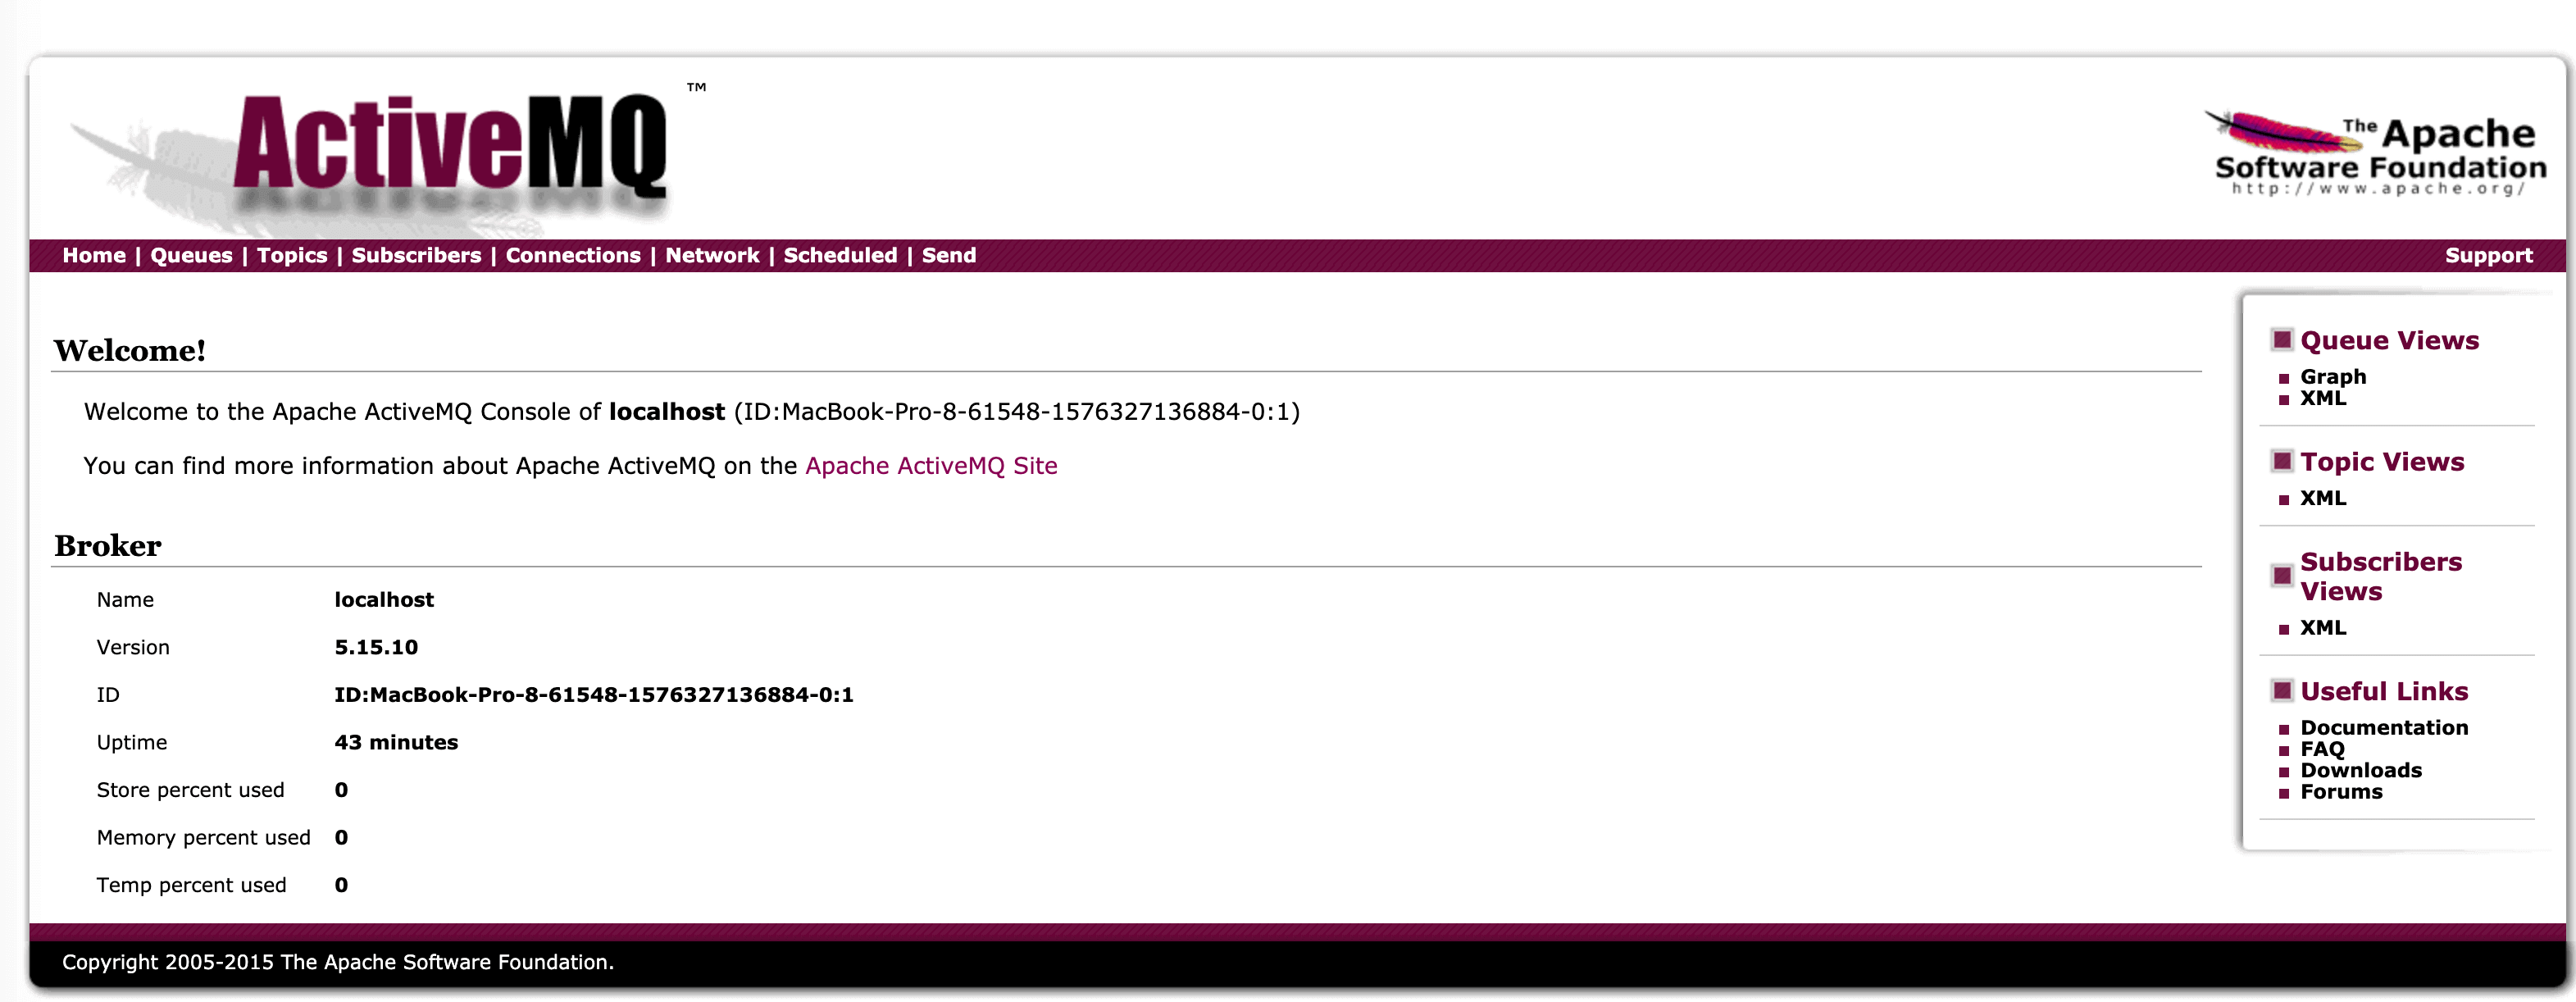 ActiveMQ ™
The Apache
Software Foundation
http://www.apache.org/
Home | Queues | Topics | Subscribers | Connections | Network | Scheduled | Send
Support
Welcome!
Welcome to the Apache ActiveMQ Console of localhost (ID:MacBook-Pro-8-61548-1576327136884-0:1)
You can find more information about Apache ActiveMQ on the Apache ActiveMQ Site
Broker
Name localhost
Version 5.15.10
ID ID:MacBook-Pro-8-61548-1576327136884-0:1
Uptime 43 minutes
Store percent used 0
Memory percent used 0
Temp percent used 0
Queue Views
Graph
XML
Topic Views
XML
Subscribers
Views
XML
Useful Links
Documentation
FAQ
Downloads
Forums
Copyright 2005-2015 The Apache Software Foundation.